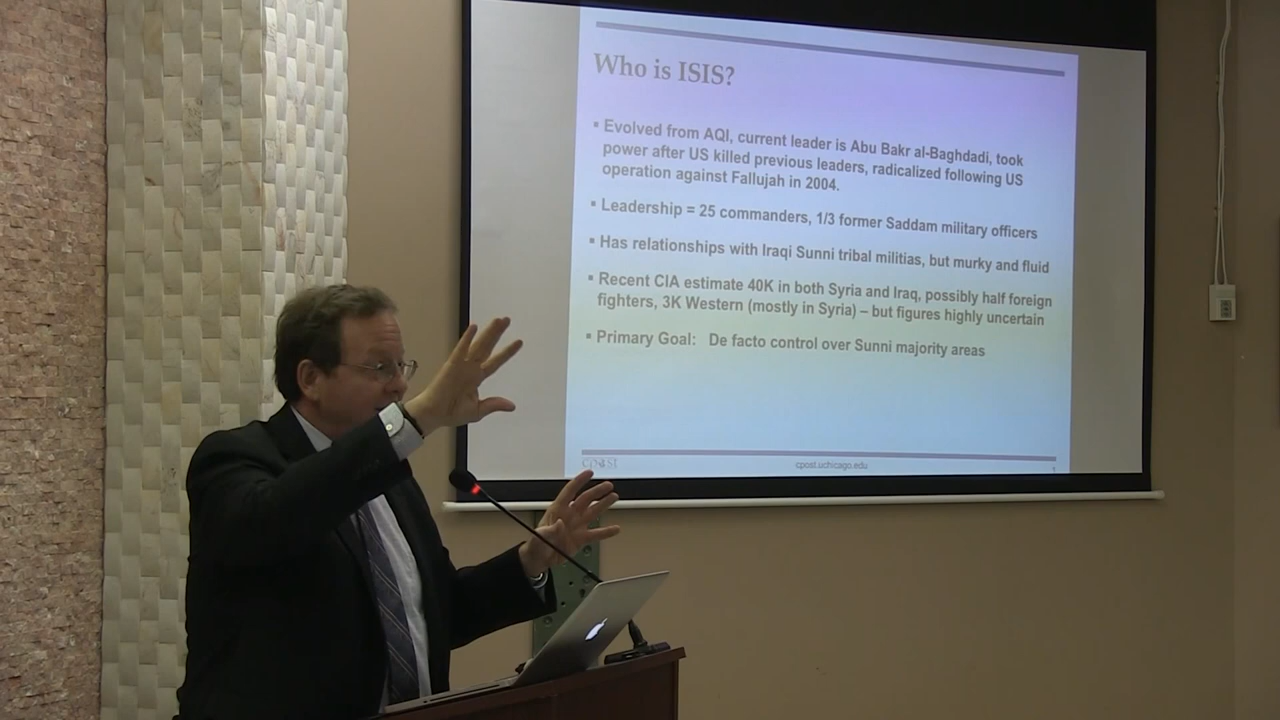 Who is ISIS?
▪ Evolved from AQI, current leader is Abu Bakr al-Baghdadi, took
power after US killed previous leaders, radicalized following US
operation against Fallujah in 2004.
▪ Leadership = 25 commanders, 1/3 former Saddam military officers
▪ Has relationships with Iraqi Sunni tribal militias, but murky and fluid
▪ Recent CIA estimate 40K in both Syria and Iraq, possibly half foreign
fighters, 3K Western (mostly in Syria) – but figures highly uncertain
▪ Primary Goal: De facto control over Sunni majority areas
cpost
cpost.uchicago.edu
1